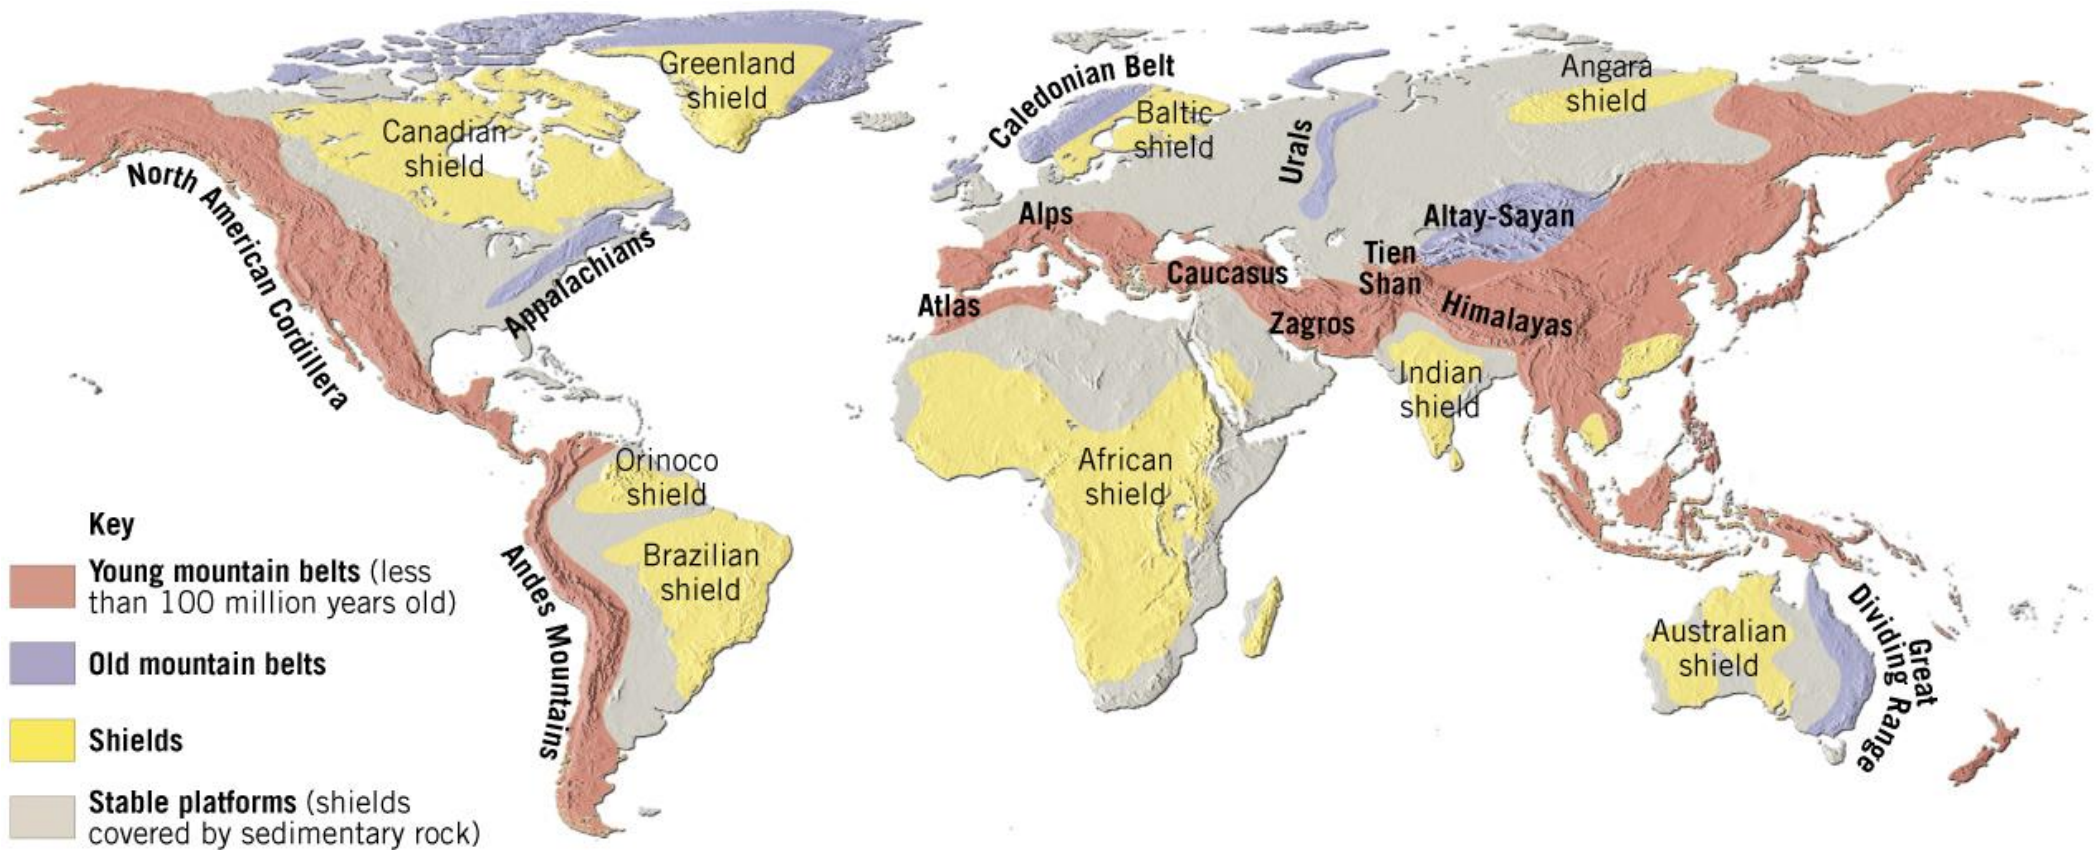 Greenland
shield
Canadian
shield
North American Cordillera
Appalachians
Caledonian Belt
Baltic
shield
Urals
Angara
shield
Alps
Altay-Sayan
Tien
Shan
Caucasus
Atlas
Zagros
Himalayas
Indian
shield
African
shield
Orinoco
shield
Brazilian
shield
Andes Mountains
Australian
shield
Great
Dividing Range
Key
Young mountain belts (less
than 100 million years old)
Old mountain belts
Shields
Stable platforms (shields
covered by sedimentary rock)